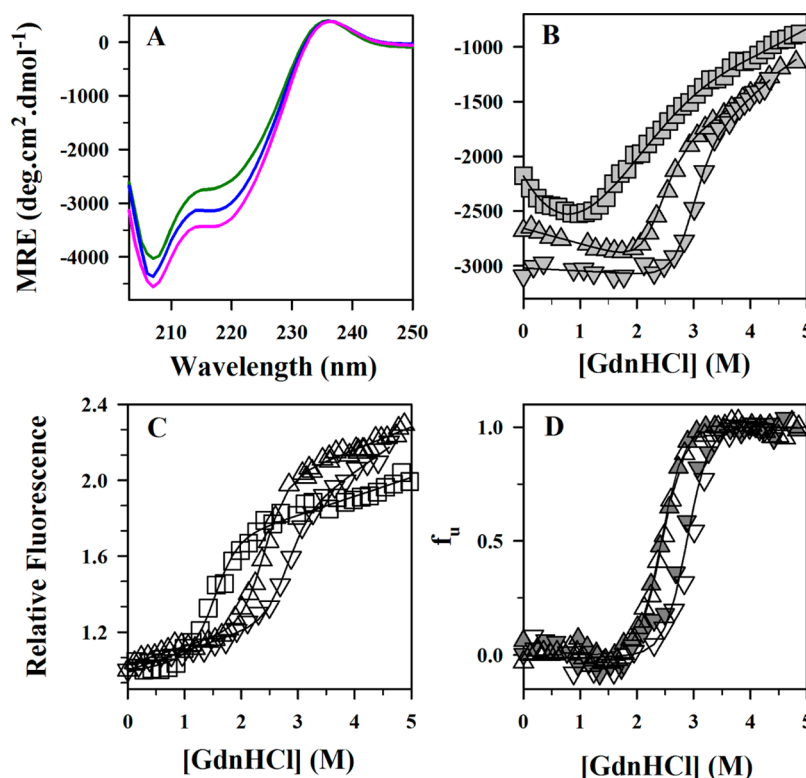 A
B
0
-1000
-2000
-3000
-4000
MRE (deg.cm².dmol⁻¹)
210 220 230 240 250
Wavelength (nm)
-1000
-1500
-2000
-2500
-3000
0 1 2 3 4 5
[GdnHCl] (M)
C
D
2.4
2.0
1.6
1.2
Relative Fluorescence
0 1 2 3 4 5
[GdnHCl] (M)
1.0
0.5
0.0
fᵤ
0 1 2 3 4 5
[GdnHCl] (M)